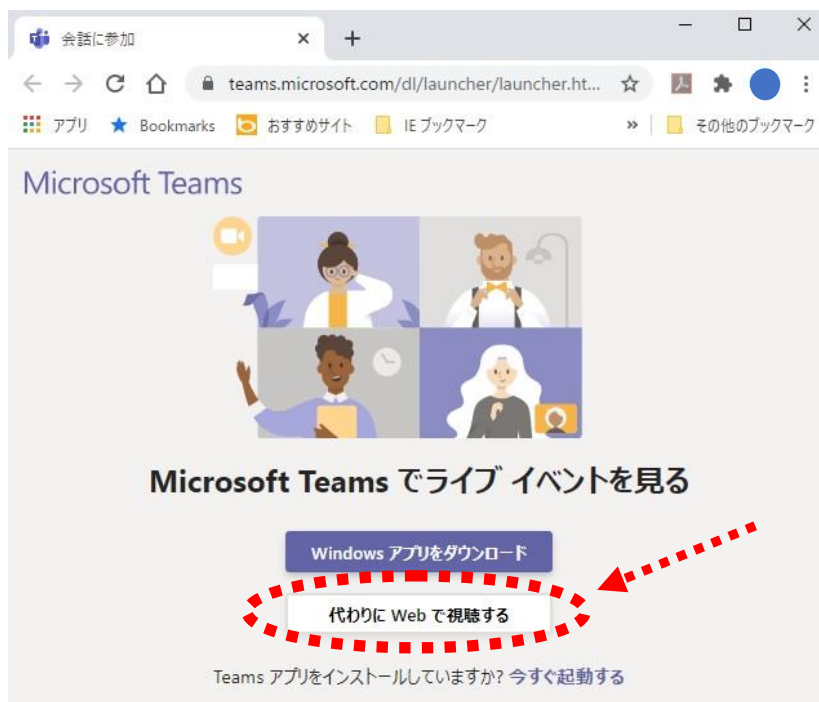 会話に参加
teams.microsoft.com/dl/launcher/launcher.ht...
アプリ Bookmarks おすすめサイト IE ブックマーク » その他のブックマーク
Microsoft Teams
Microsoft Teams でライブ イベントを見る
Windows アプリをダウンロード
代わりに Web で視聴する
Teams アプリをインストールしていますか? 今すぐ起動する